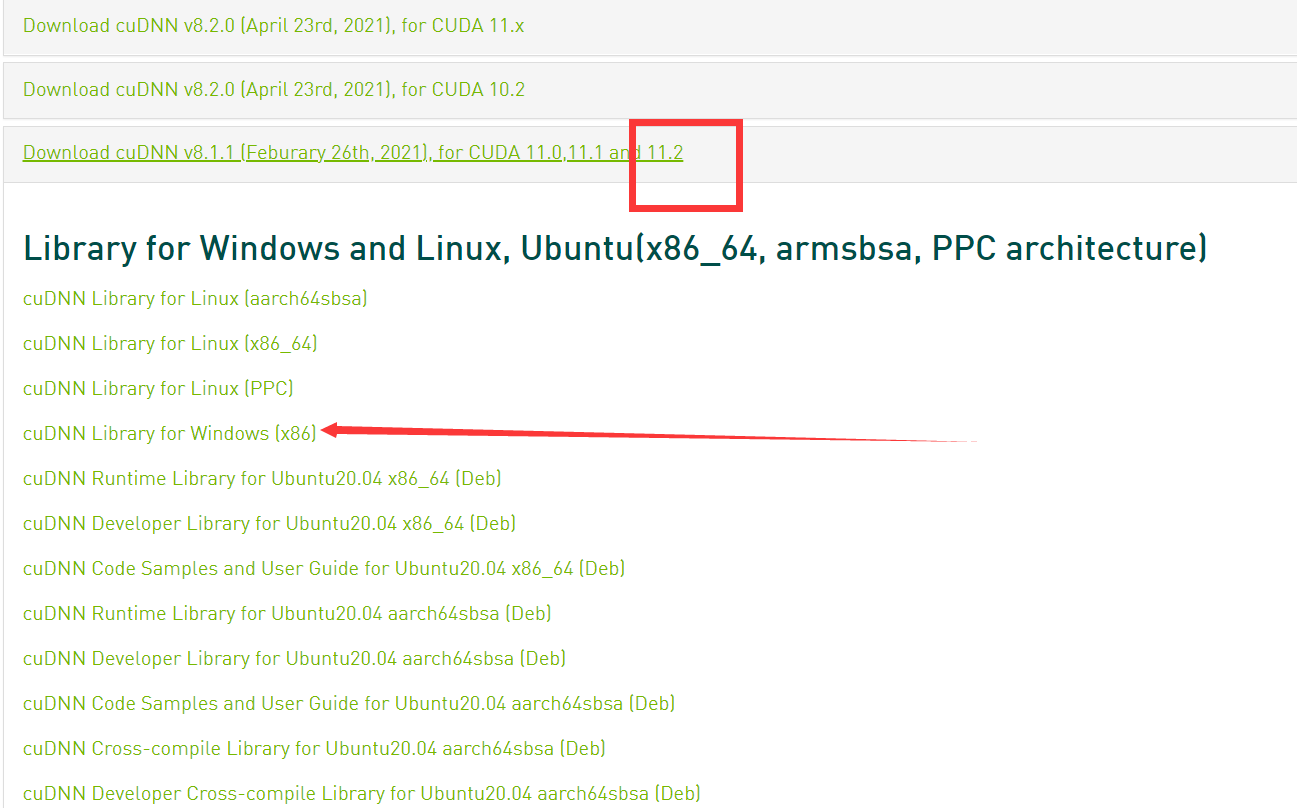 Download cuDNN v8.2.0 (April 23rd, 2021), for CUDA 11.x
Download cuDNN v8.2.0 (April 23rd, 2021), for CUDA 10.2
Download cuDNN v8.1.1 (Feburary 26th, 2021), for CUDA 11.0,11.1 and 11.2
Library for Windows and Linux, Ubuntu(x86_64, armsbsa, PPC architecture)
cuDNN Library for Linux (aarch64sbsa)
cuDNN Library for Linux (x86_64)
cuDNN Library for Linux (PPC)
cuDNN Library for Windows (x86)
cuDNN Runtime Library for Ubuntu20.04 x86_64 (Deb)
cuDNN Developer Library for Ubuntu20.04 x86_64 (Deb)
cuDNN Code Samples and User Guide for Ubuntu20.04 x86_64 (Deb)
cuDNN Runtime Library for Ubuntu20.04 aarch64sbsa (Deb)
cuDNN Developer Library for Ubuntu20.04 aarch64sbsa (Deb)
cuDNN Code Samples and User Guide for Ubuntu20.04 aarch64sbsa (Deb)
cuDNN Cross-compile Library for Ubuntu20.04 aarch64sbsa (Deb)
cuDNN Developer Cross-compile Library for Ubuntu20.04 aarch64sbsa (Deb)